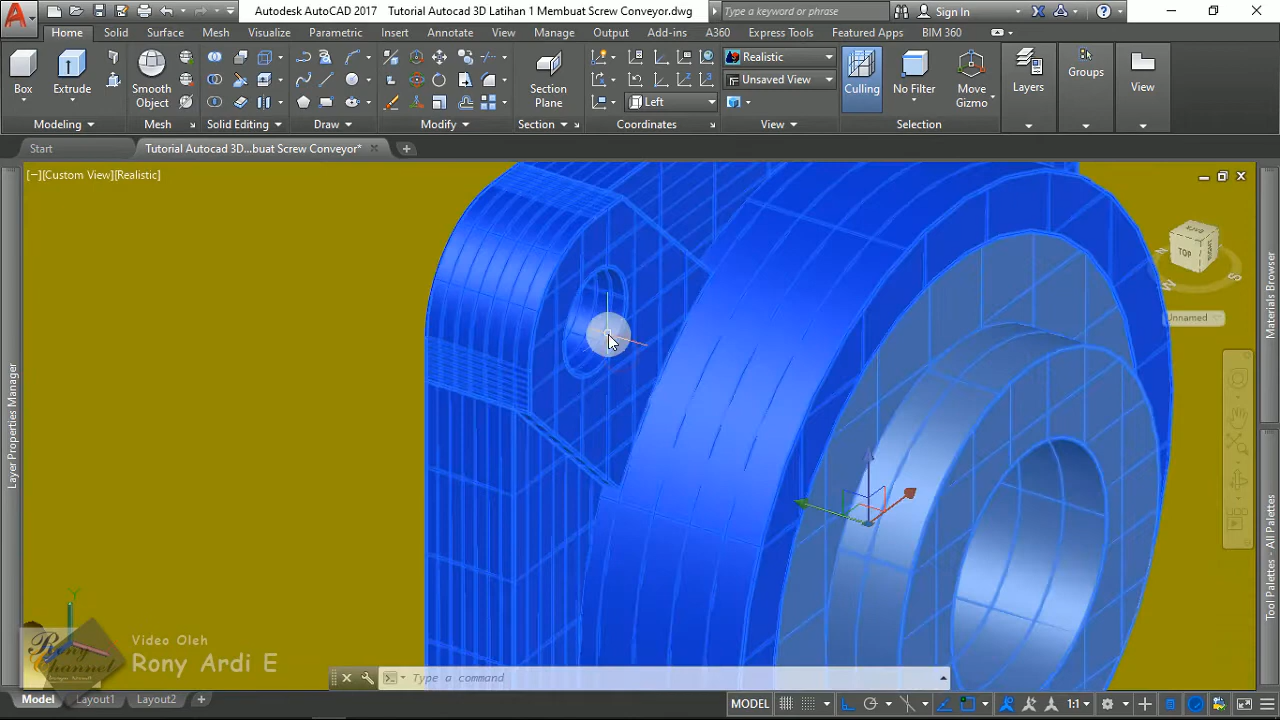 Autodesk AutoCAD 2017 Tutorial Autocad 3D Latihan 1 Membuat Screw Conveyor.dwg Type a keyword or phrase Sign In
Home Solid Surface Mesh Visualize Parametric Insert Annotate View Manage Output Add-ins A360 Express Tools Featured Apps BIM 360
Box Extrude Smooth Object Section Plane Realistic Unsaved View Left Culling No Filter Move Gizmo Layers Groups View
Modeling Mesh Solid Editing Draw Modify Section Coordinates View Selection
Start Tutorial Autocad 3D...buat Screw Conveyor* 
[−][Custom View][Realistic]
TOP
W
S
Unnamed
Materials Browser
Layer Properties Manager
Tool Palettes - All Palettes
Y
Video Oleh
Rony Ardi E
Rony
Channel
Type a command
Model Layout1 Layout2 MODEL 1:1